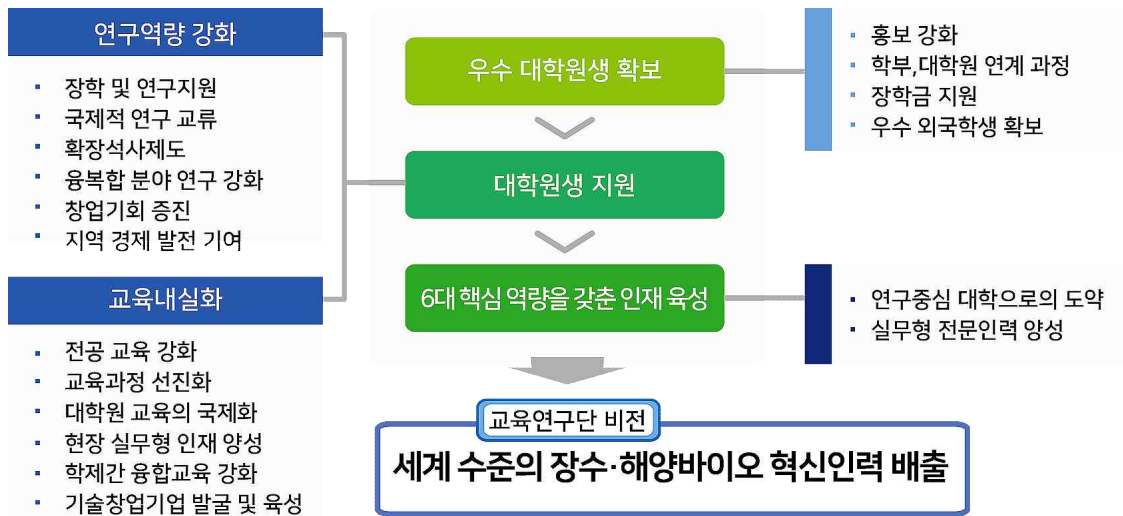 연구역량 강화
장학 및 연구지원
국제적 연구 교류
확장석사제도
융복합 분야 연구 강화
창업기회 증진
지역 경제 발전 기여
교육내실화
전공 교육 강화
교육과정 선진화
대학원 교육의 국제화
현장 실무형 인재 양성
학제간 융합교육 강화
기술창업기업 발굴 및 육성
우수 대학원생 확보
대학원생 지원
6대 핵심 역량을 갖춘 인재 육성
홍보 강화
학부,대학원 연계 과정
장학금 지원
우수 외국학생 확보
연구중심 대학으로의 도약
실무형 전문인력 양성
교육연구단 비전
세계 수준의 장수·해양바이오 혁신인력 배출